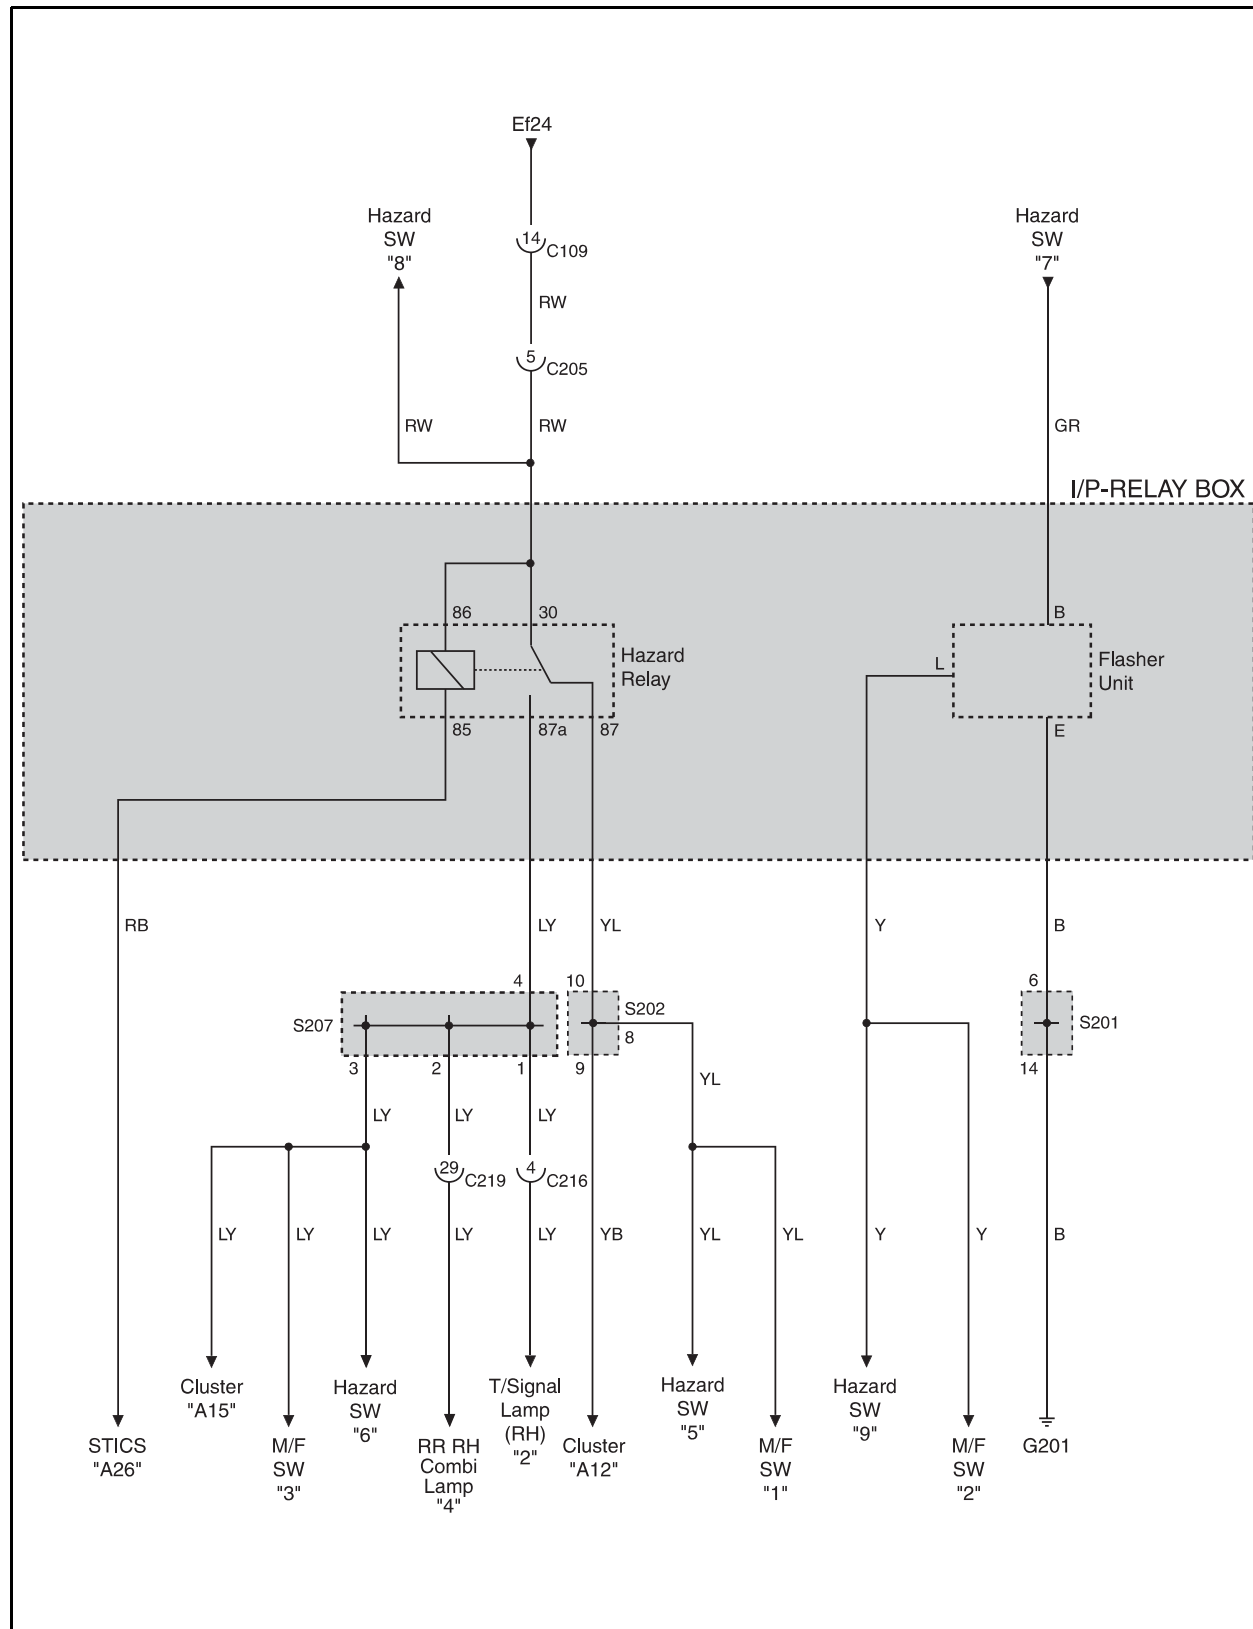 Ef24
Hazard
SW
"8"
14
C109
Hazard
SW
"7"
RW
5
C205
RW
RW
GR
I/P-RELAY BOX
86
30
B
Hazard
Relay
L
Flasher
Unit
85
87a
87
E
RB
LY
YL
Y
B
4
10
6
S207
S202
8
S201
3
2
1
9
14
YL
LY
LY
LY
29
C219
4
C216
LY
LY
LY
LY
LY
YB
YL
YL
Y
Y
B
Cluster
"A15"
Hazard
SW
"6"
T/Signal
Lamp
(RH)
"2"
Hazard
SW
"5"
Hazard
SW
"9"
STICS
"A26"
M/F
SW
"3"
RR RH
Combi
Lamp
"4"
Cluster
"A12"
M/F
SW
"1"
M/F
SW
"2"
G201